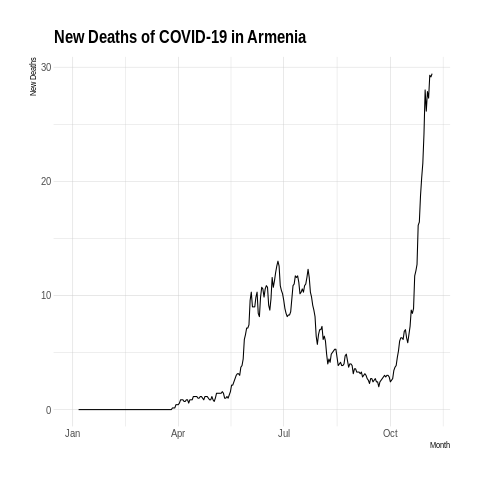 New Deaths of COVID-19 in Armenia
New Deaths
30
20
10
0
Jan Apr Jul Oct
Month